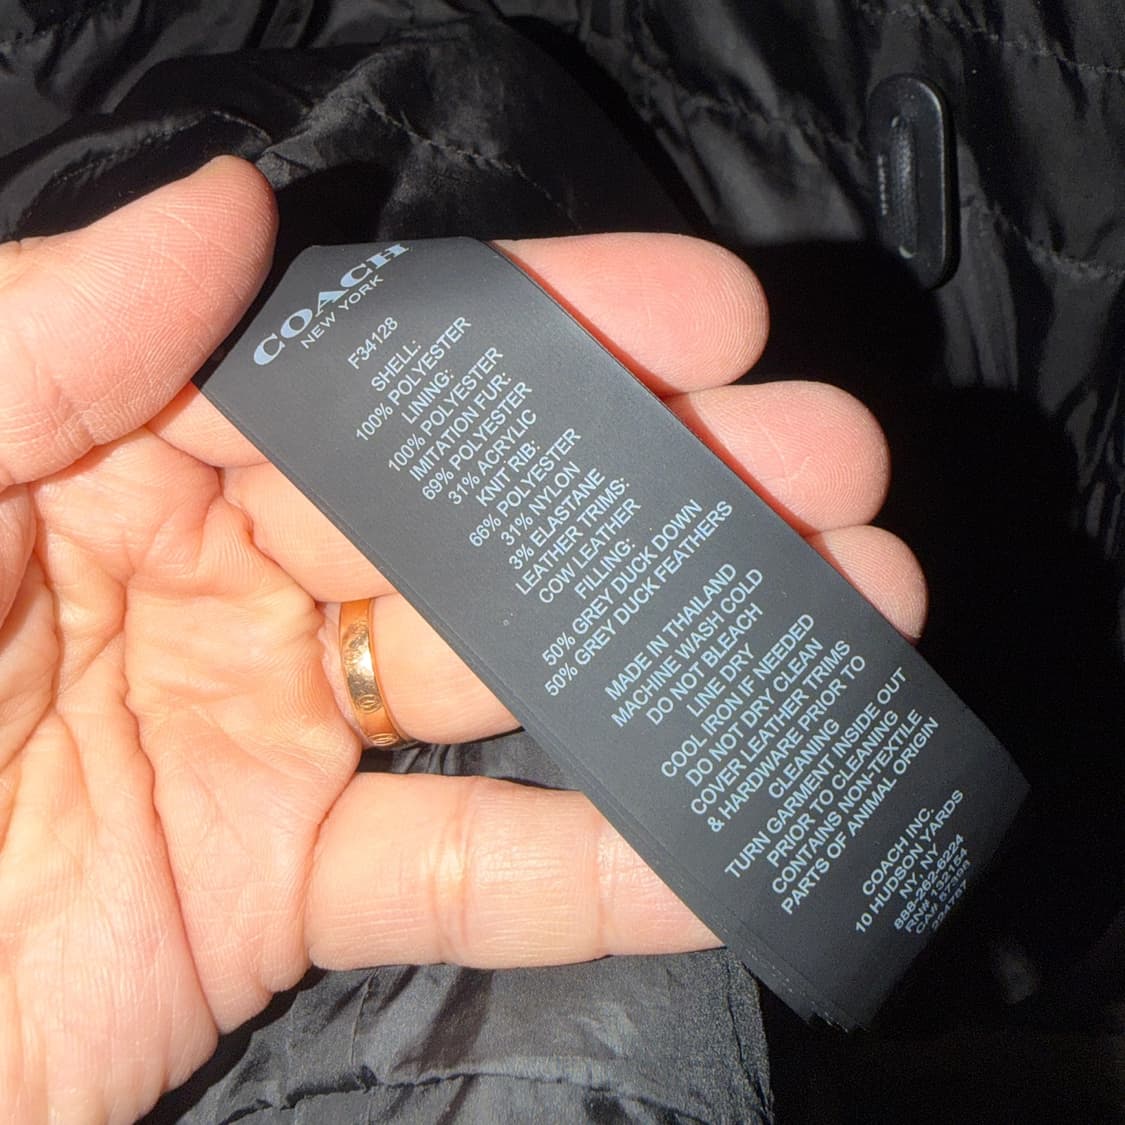 COACH
NEW YORK
F34128
SHELL:
100% POLYESTER
LINING:
100% POLYESTER
IMITATION FUR:
69% POLYESTER
31% ACRYLIC
KNIT RIB:
66% POLYESTER
31% NYLON
3% ELASTANE
LEATHER TRIMS:
COW LEATHER
FILLING:
50% GREY DUCK DOWN
50% GREY DUCK FEATHERS
MADE IN THAILAND
MACHINE WASH COLD
DO NOT BLEACH
LINE DRY
COOL IRON IF NEEDED
DO NOT DRY CLEAN
COVER LEATHER TRIMS
& HARDWARE PRIOR TO
CLEANING
TURN GARMENT INSIDE OUT
PRIOR TO CLEANING
CONTAINS NON-TEXTILE
PARTS OF ANIMAL ORIGIN
COACH INC.
10 HUDSON YARDS
NY, NY
888-262-6224
RN# 132154
CA# 57396